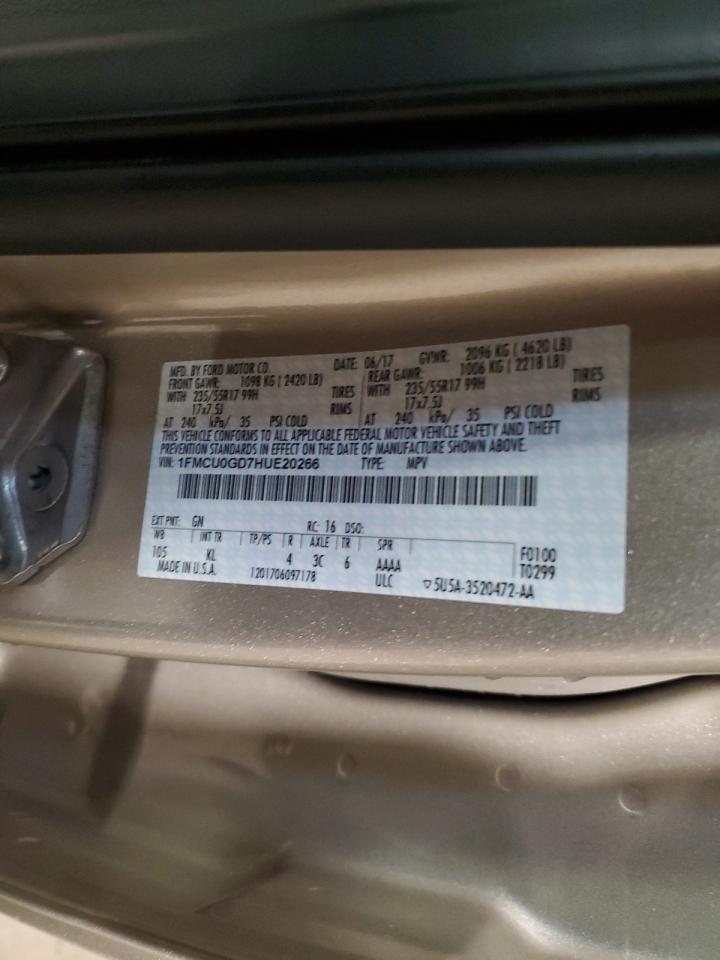 MFD. BY FORD MOTOR CO. DATE: 06/17 GVWR: 2096 KG ( 4620 LB)
FRONT GAWR: 1098 KG ( 2420 LB) REAR GAWR: 1006 KG ( 2218 LB)
WITH 235/55R17 99H TIRES WITH 235/55R17 99H TIRES
17x7.5J RIMS 17x7.5J RIMS
AT 240 kPa/ 35 PSI COLD AT 240 kPa/ 35 PSI COLD
THIS VEHICLE CONFORMS TO ALL APPLICABLE FEDERAL MOTOR VEHICLE SAFETY AND THEFT
PREVENTION STANDARDS IN EFFECT ON THE DATE OF MANUFACTURE SHOWN ABOVE.
VIN: 1FMCU0GD7HUE20266 TYPE: MPV
EXT PNT: GN RC: 16 DSO:
WB INT TR TP/PS R AXLE TR SPR
105 KL 4 3C 6 AAAA F0100
MADE IN U.S.A. 1201706097178 ULC T0299
▽5U5A-3520472-AA